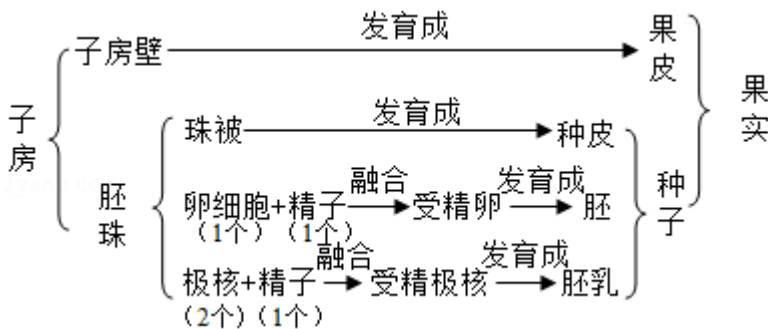 发育成
子房壁 果皮
子房
果实
发育成
珠被 种皮
胚珠
种子
融合 发育成
卵细胞+精子 受精卵 胚
(1个) (1个)
融合 发育成
极核+精子 受精极核 胚乳
(2个) (1个)